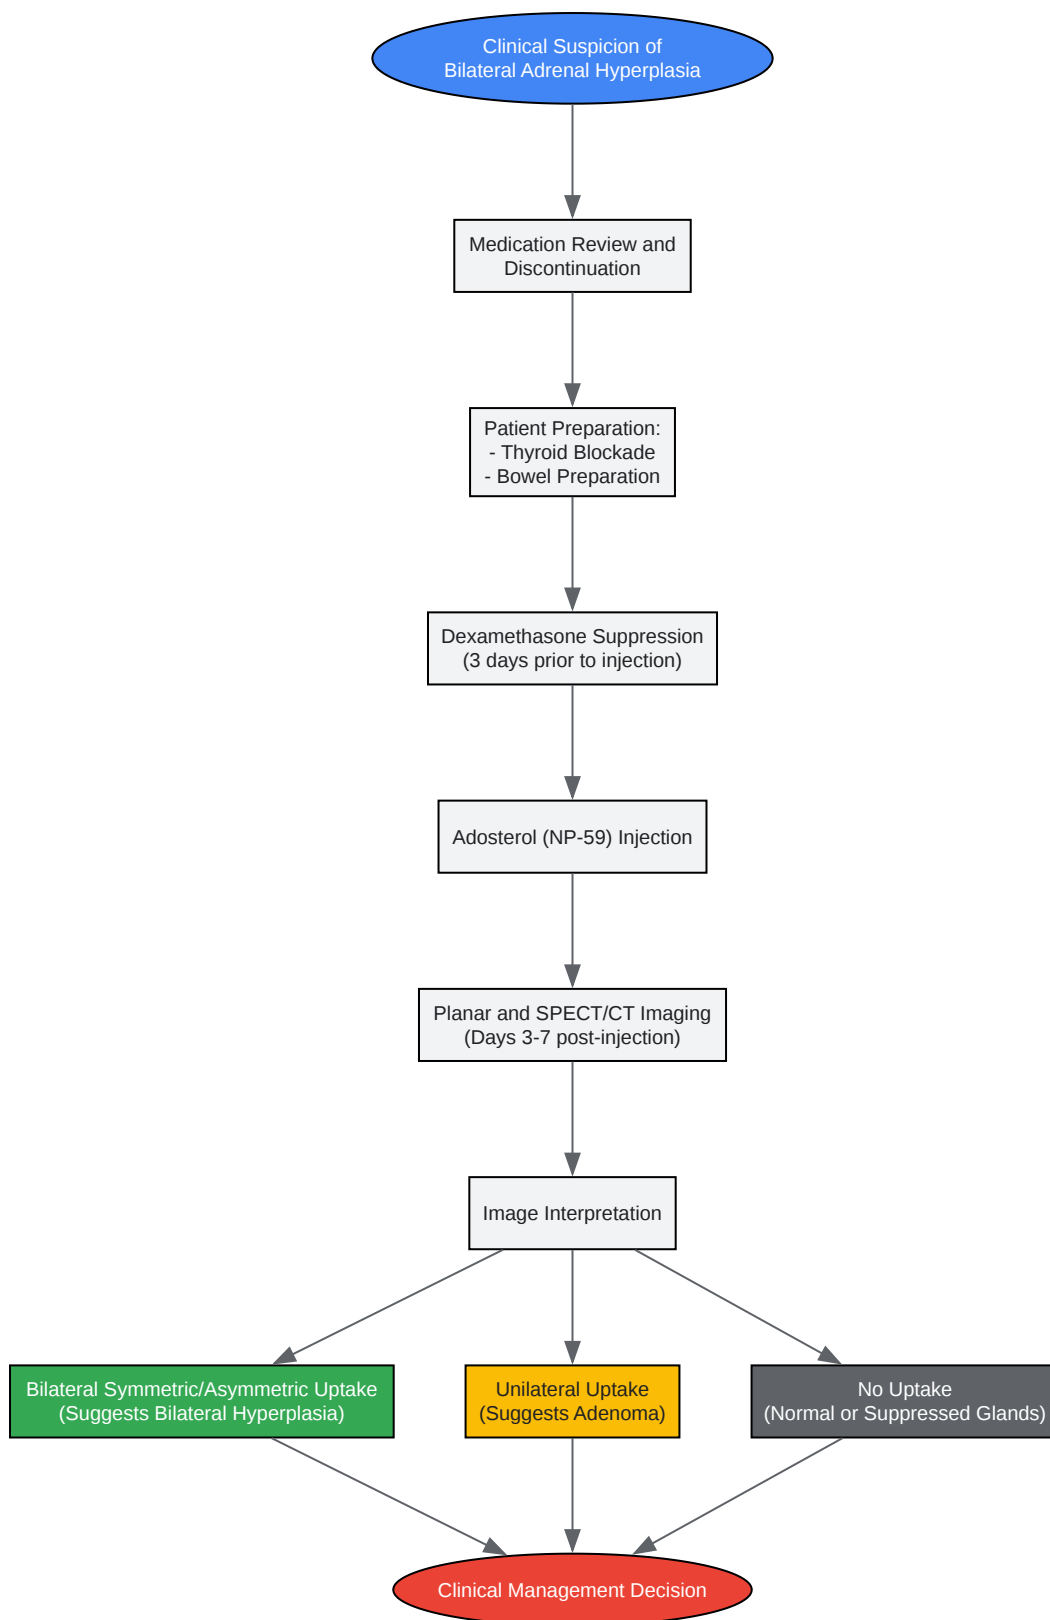 Clinical Suspicion of
Bilateral Adrenal Hyperplasia
Medication Review and
Discontinuation
Patient Preparation:
- Thyroid Blockade
- Bowel Preparation
Dexamethasone Suppression
(3 days prior to injection)
Adosterol (NP-59) Injection
Planar and SPECT/CT Imaging
(Days 3-7 post-injection)
Image Interpretation
Bilateral Symmetric/Asymmetric Uptake
(Suggests Bilateral Hyperplasia)
Unilateral Uptake
(Suggests Adenoma)
No Uptake
(Normal or Suppressed Glands)
Clinical Management Decision